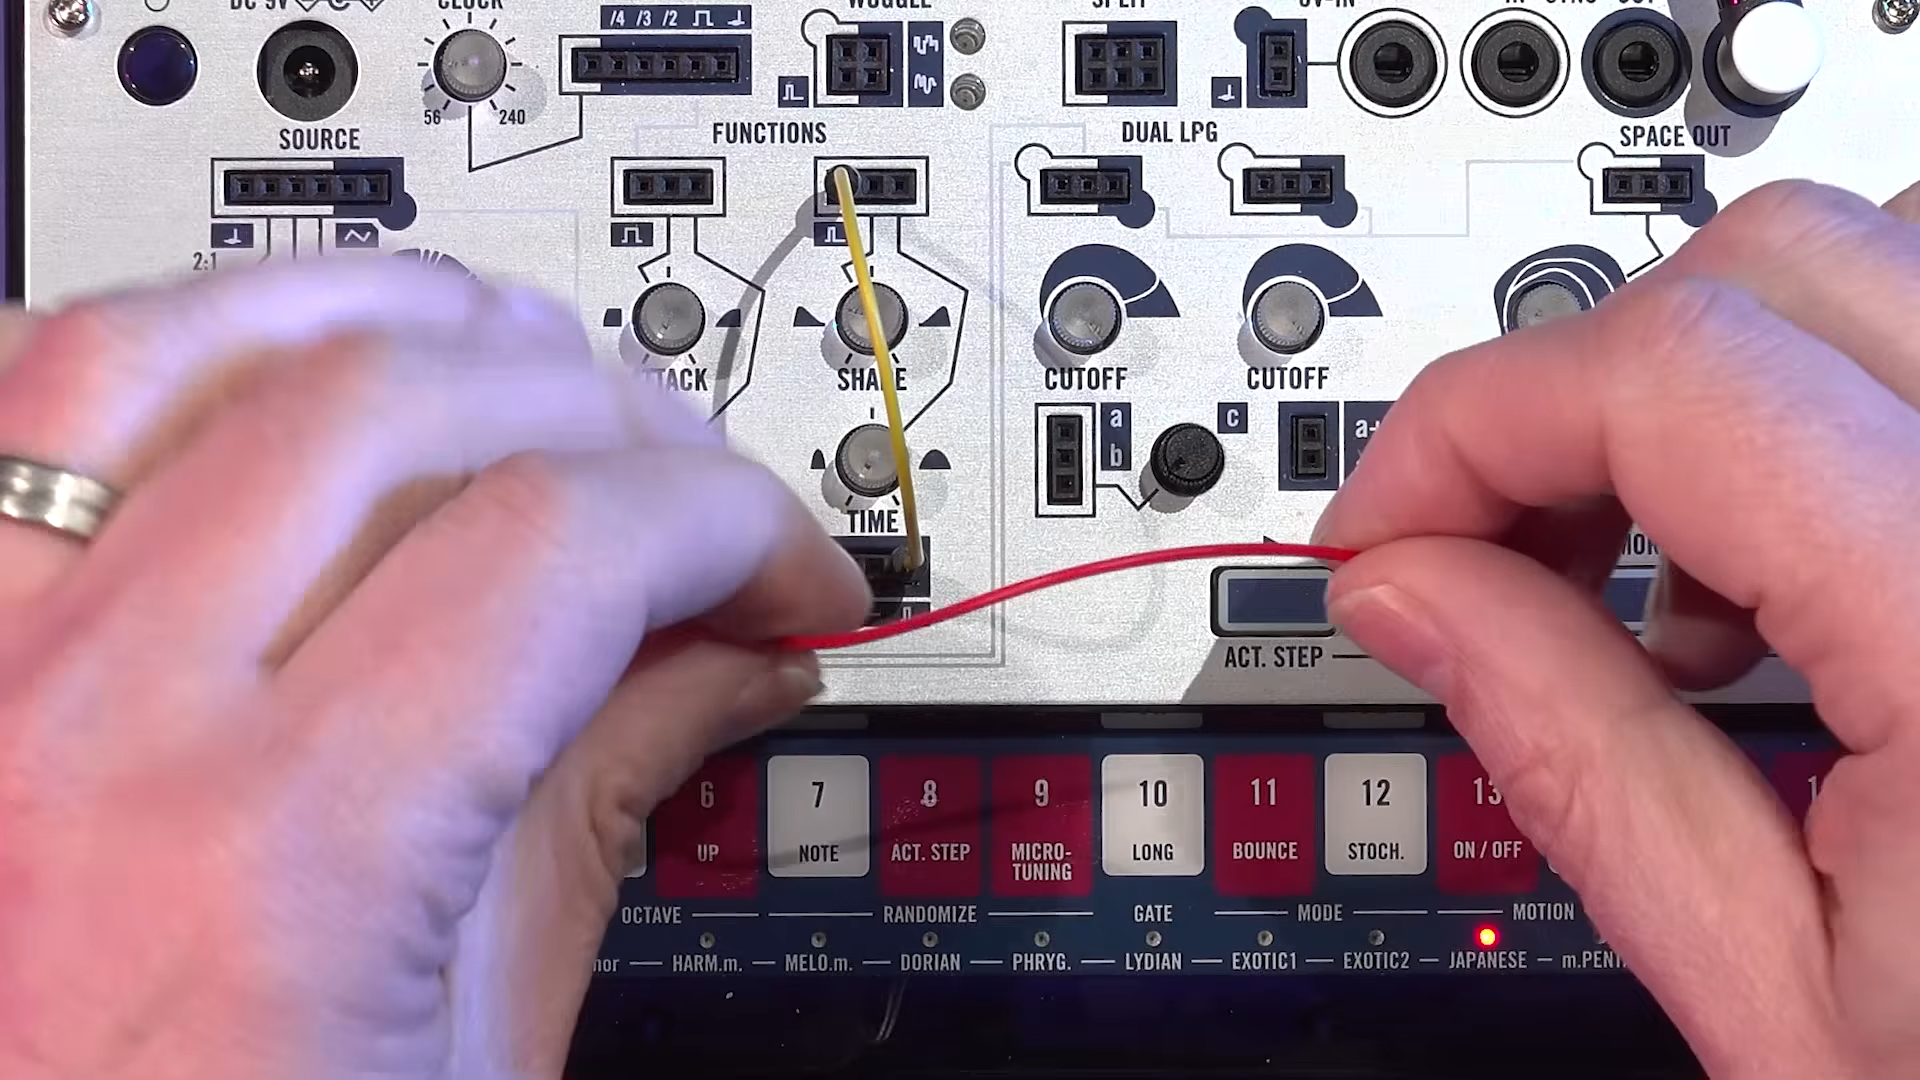 DC 9V
CLOCK
WOGGLE
SPLIT
CV-IN
IN SYNC OUT
/4 /3 /2
56
240
SOURCE
FUNCTIONS
DUAL LPG
SPACE OUT
2:1
SHAPE
CUTOFF
CUTOFF
a
b
c
a+
TIME
ACT. STEP
6
7
8
9
10
11
12
13
UP
NOTE
ACT. STEP
MICRO-
TUNING
LONG
BOUNCE
STOCH.
ON / OFF
OCTAVE
RANDOMIZE
GATE
MODE
MOTION
HARM.m.
MELO.m.
DORIAN
PHRYG.
LYDIAN
EXOTIC1
EXOTIC2
JAPANESE